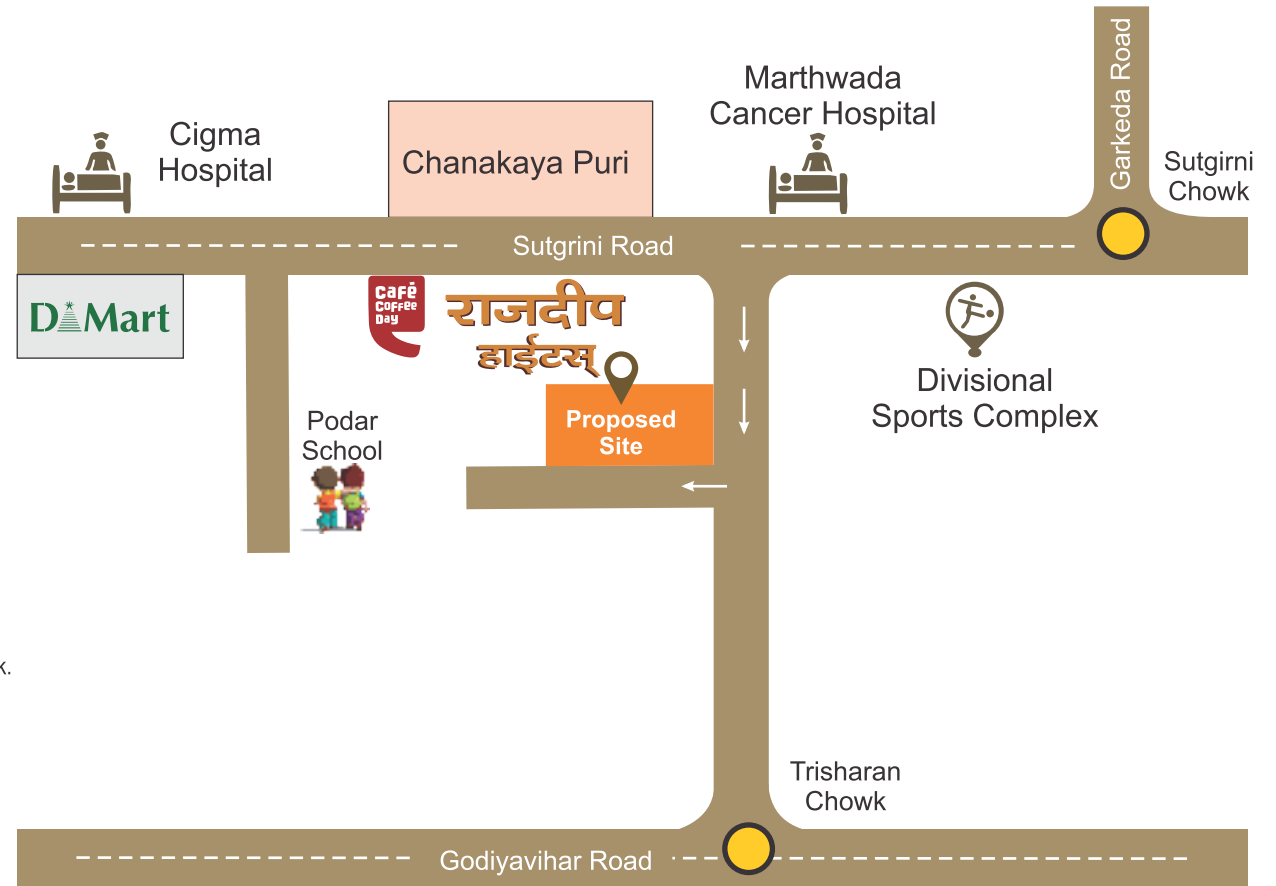 Garkeda Road
Marthwada
Cancer Hospital
Cigma
Hospital
Chanakaya Puri
Sutgirni
Chowk
Sutgrini Road
D Mart
Café
Coffee
Day
राजदीप
हाईटस्
Divisional
Sports Complex
Proposed
Site
Podar
School
k.
Trisharan
Chowk
Godiyavihar Road